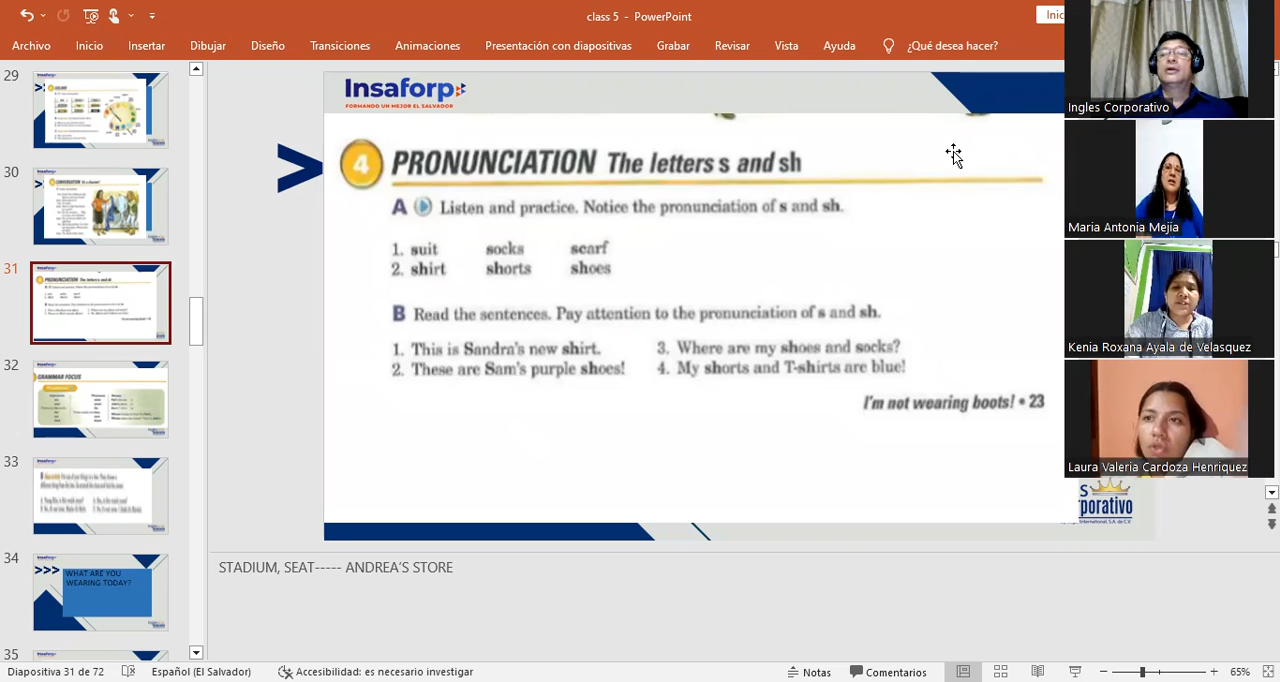 class 5 - PowerPoint
Inic
Archivo Inicio Insertar Dibujar Diseño Transiciones Animaciones Presentación con diapositivas Grabar Revisar Vista Ayuda ¿Qué desea hacer?
29
30
31
32
GRAMMAR FOCUS
33
34
WHAT ARE YOU
WEARING TODAY?
35
Insaforp
FORMANDO UN MEJOR EL SALVADOR
4 PRONUNCIATION The letters s and sh
A Listen and practice. Notice the pronunciation of s and sh.
1. suit socks scarf
2. shirt shorts shoes
B Read the sentences. Pay attention to the pronunciation of s and sh.
1. This is Sandra's new shirt. 3. Where are my shoes and socks?
2. These are Sam's purple shoes! 4. My shorts and T-shirts are blue!
I'm not wearing boots! • 23
STADIUM, SEAT----- ANDREA'S STORE
Ingles Corporativo
Maria Antonia Mejía
Kenia Roxana Ayala de Velasquez
Laura Valeria Cardoza Henriquez
S
porativo
International, S.A. de C.V.
Diapositiva 31 de 72 Español (El Salvador) Accesibilidad: es necesario investigar Notas Comentarios 65%